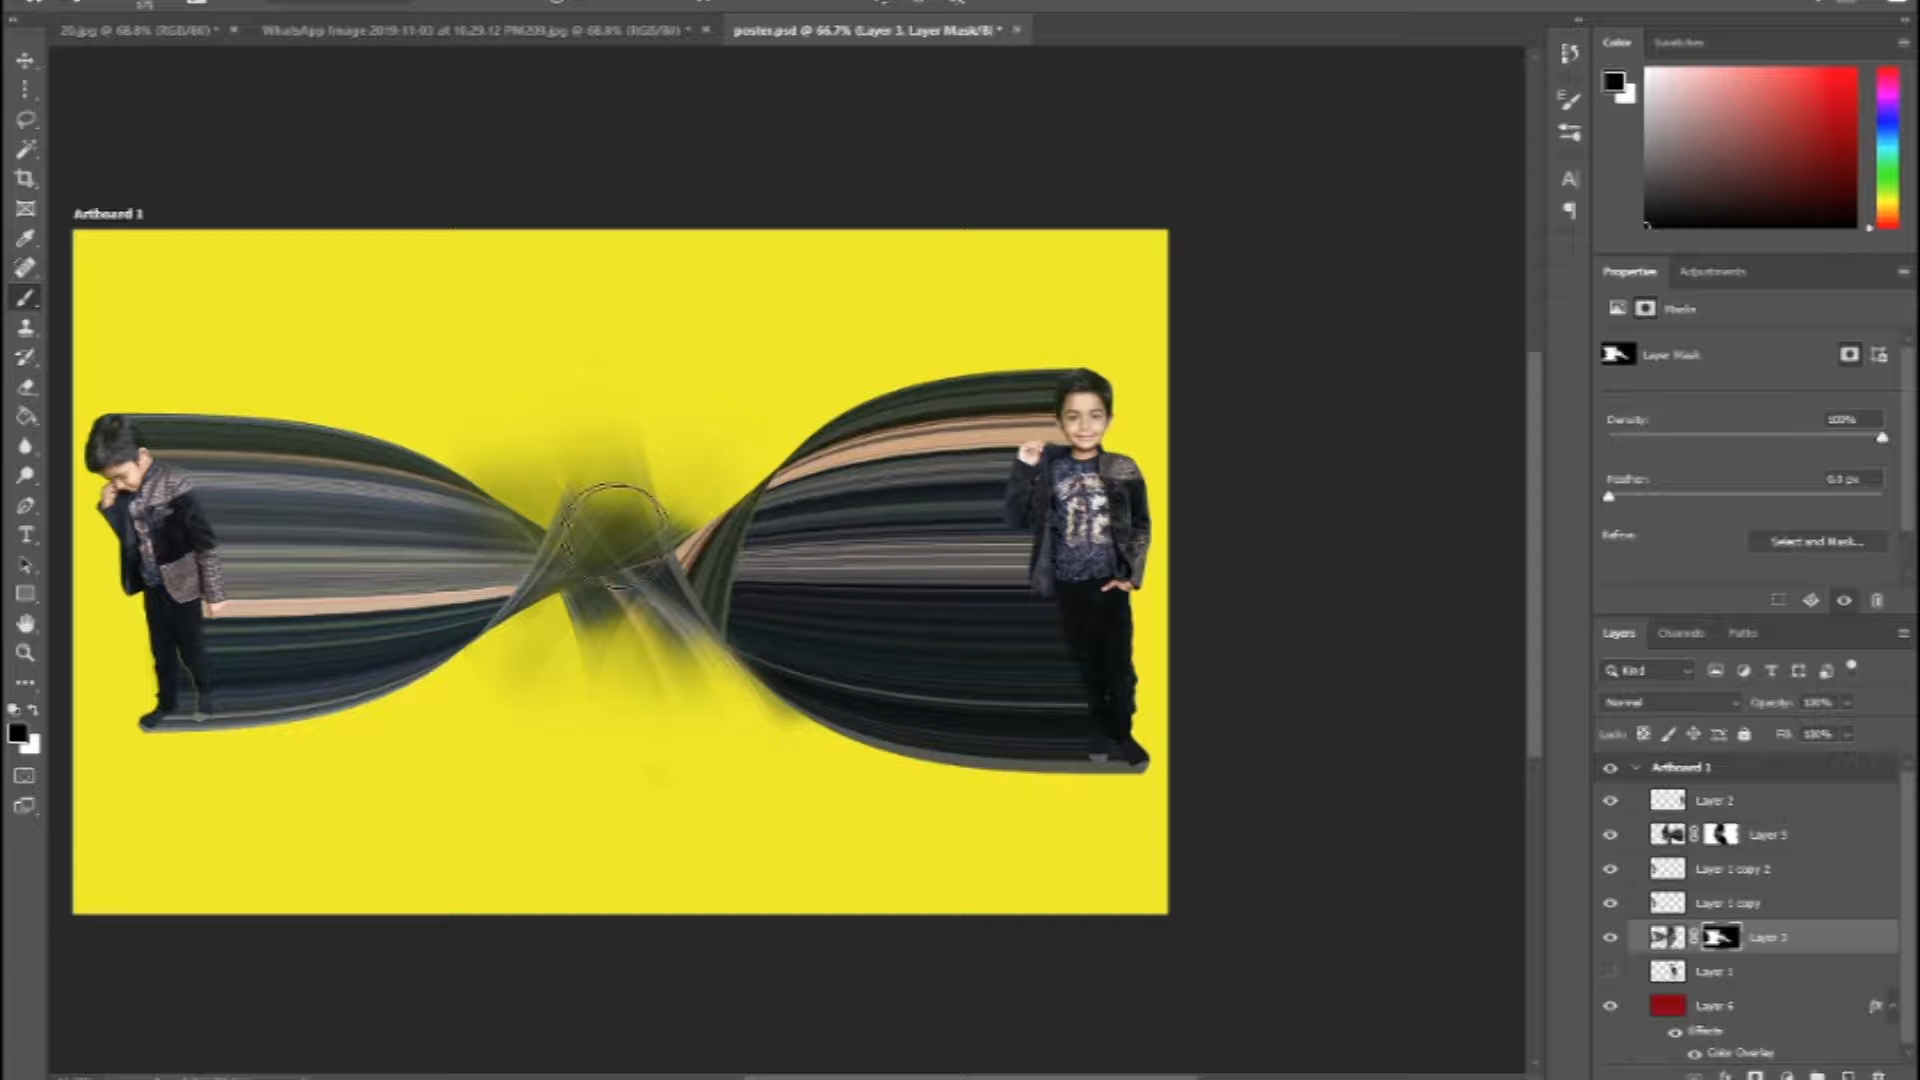 20.jpg @ 68.8% (RGB/8#) *
WhatsApp Image 2019-11-03 at 10.29.12 PM203.jpg @ 68.8% (RGB/8#) *
poster.psd @ 66.7% (Layer 3, Layer Mask/8) *
Color
Swatches
Artboard 1
Properties
Adjustments
Masks
Layer Mask
Density:
100%
Feather:
0.0 px
Refine:
Select and Mask...
Layers
Channels
Paths
Kind
Normal
Opacity: 100%
Lock:
Fill: 100%
Artboard 1
Layer 2
Layer 5
Layer 1 copy 2
Layer 1 copy
Layer 3
Layer 1
Layer 6
fx
Effects
Color Overlay